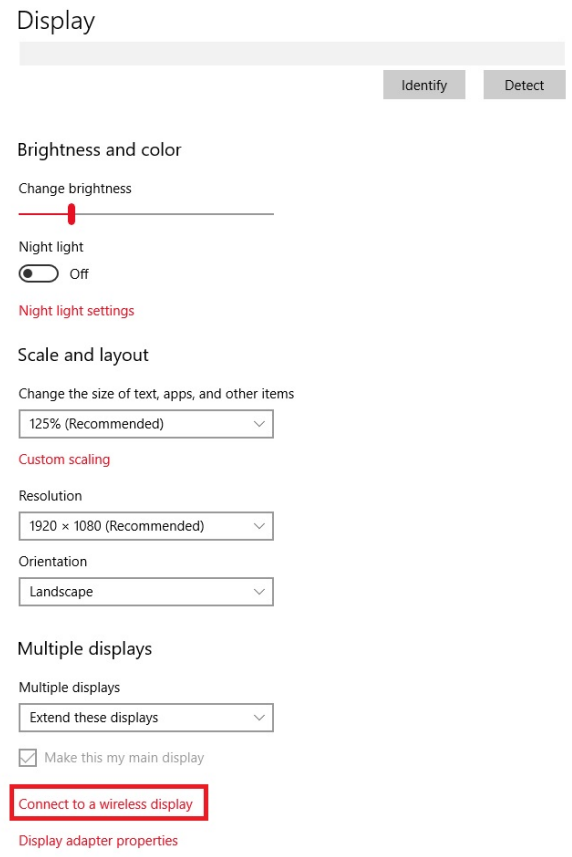 Display
Identify
Detect
Brightness and color
Change brightness
Night light
Off
Night light settings
Scale and layout
Change the size of text, apps, and other items
125% (Recommended)
Custom scaling
Resolution
1920 × 1080 (Recommended)
Orientation
Landscape
Multiple displays
Multiple displays
Extend these displays
Make this my main display
Connect to a wireless display
Display adapter properties